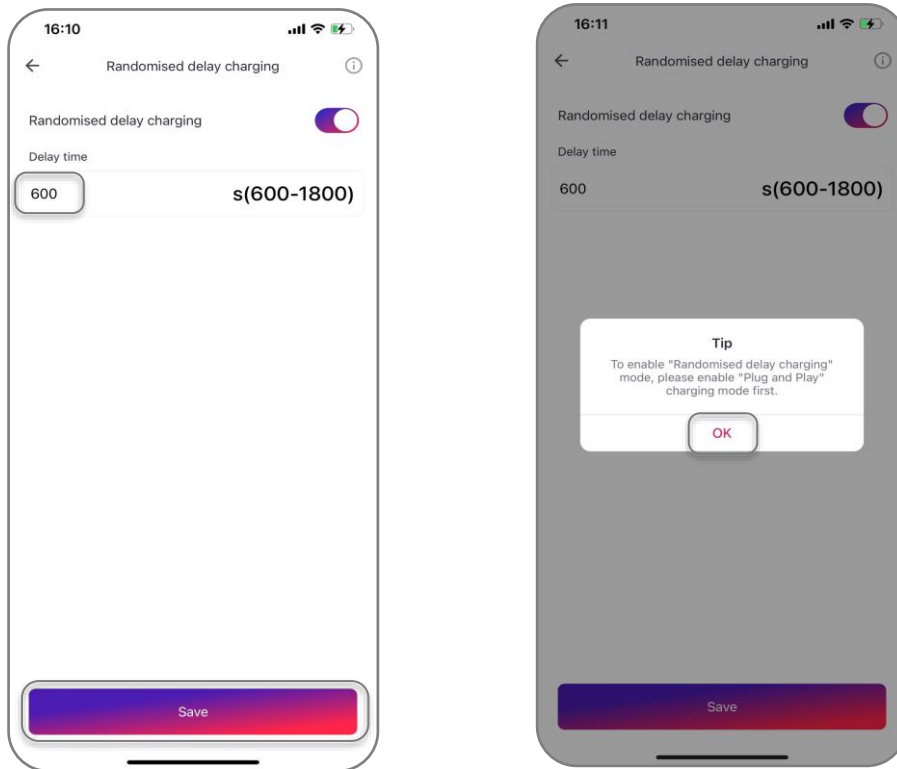 16:10
Randomised delay charging
Randomised delay charging
Delay time
600 s(600-1800)
Save
16:11
Randomised delay charging
Randomised delay charging
Delay time
600 s(600-1800)
Tip
To enable "Randomised delay charging"
mode, please enable "Plug and Play"
charging mode first.
OK
Save